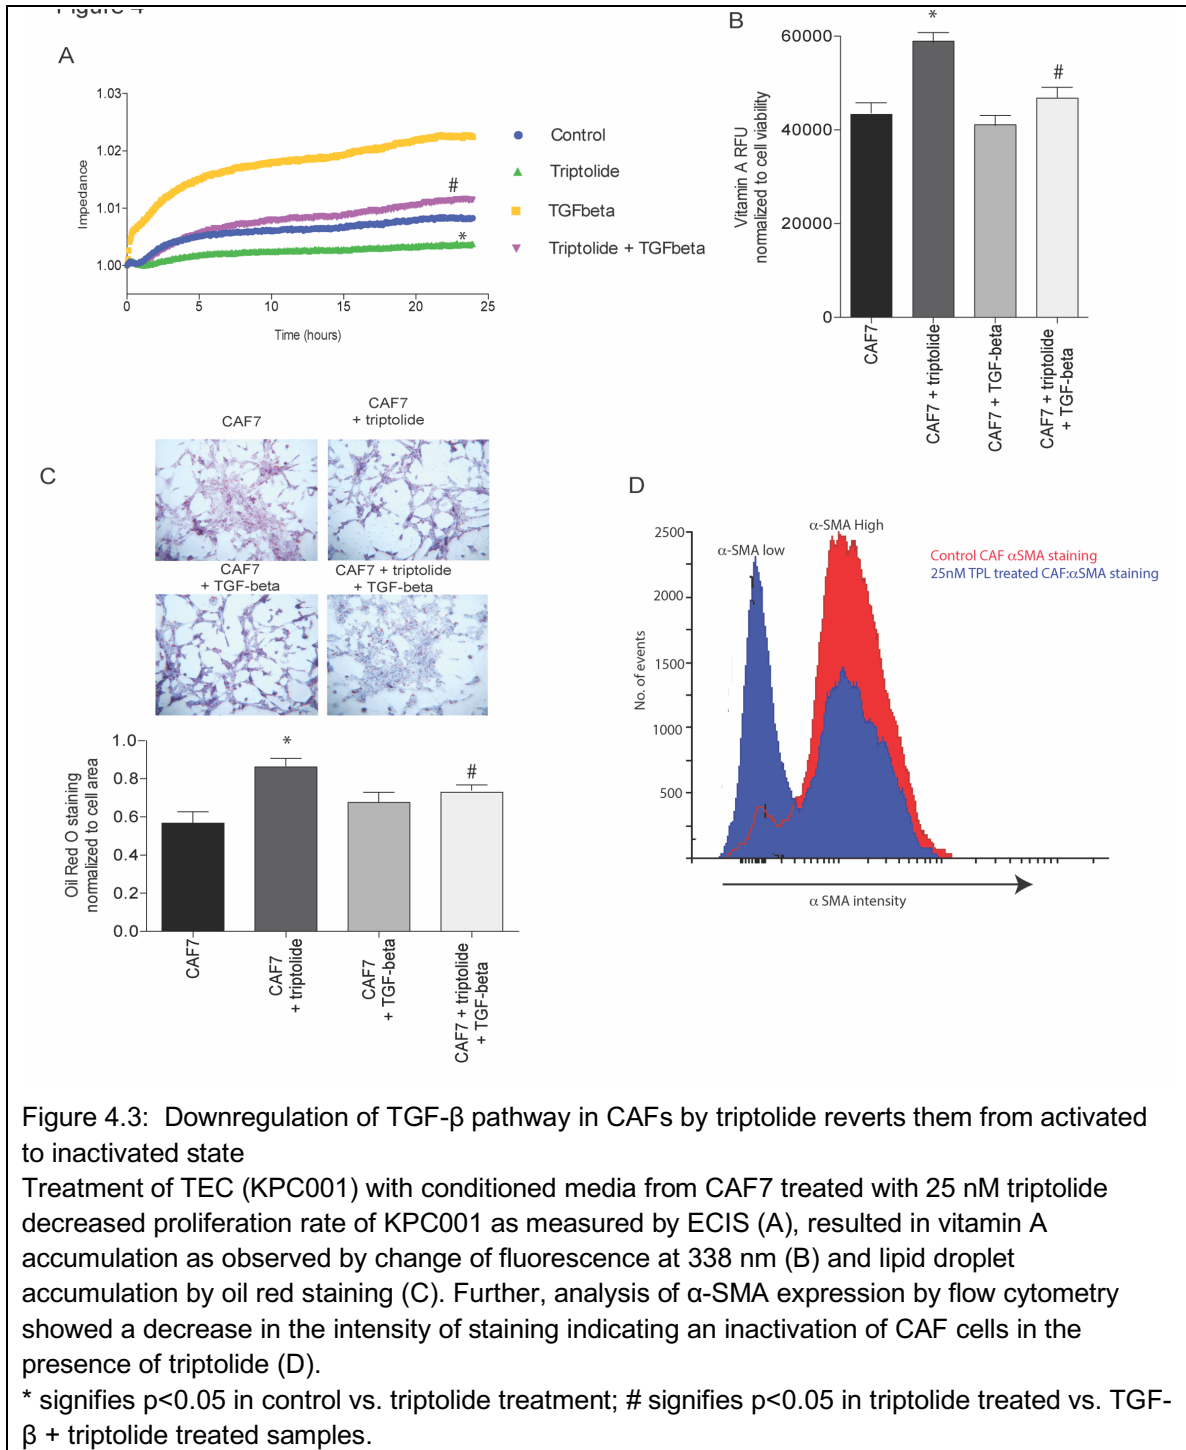 Figure 4
A
1.03
1.02
1.01
1.00
Impedance
0
5
10
15
20
25
Time (hours)
#
*
Control
Triptolide
TGFbeta
Triptolide + TGFbeta
B
60000
40000
20000
0
Vitamin A RFU
normalized to cell viability
*
#
CAF7
CAF7 + triptolide
CAF7 + TGF-beta
CAF7 + triptolide
+ TGF-beta
C
CAF7
CAF7
+ triptolide
CAF7
+ TGF-beta
CAF7 + triptolide
+ TGF-beta
1.0
0.8
0.6
0.4
0.2
0.0
Oil Red O staining
normalized to cell area
*
#
CAF7
CAF7
+ triptolide
CAF7
+ TGF-beta
CAF7 + triptolide
+ TGF-beta
D
2500
2000
1500
1000
500
No. of events
α-SMA low
α-SMA High
Control CAF αSMA staining
25nM TPL treated CAF:αSMA staining
α SMA intensity
Figure 4.3:  Downregulation of TGF-β pathway in CAFs by triptolide reverts them from activated
to inactivated state
Treatment of TEC (KPC001) with conditioned media from CAF7 treated with 25 nM triptolide
decreased proliferation rate of KPC001 as measured by ECIS (A), resulted in vitamin A
accumulation as observed by change of fluorescence at 338 nm (B) and lipid droplet
accumulation by oil red staining (C). Further, analysis of α-SMA expression by flow cytometry
showed a decrease in the intensity of staining indicating an inactivation of CAF cells in the
presence of triptolide (D).
* signifies p<0.05 in control vs. triptolide treatment; # signifies p<0.05 in triptolide treated vs. TGF-
β + triptolide treated samples.